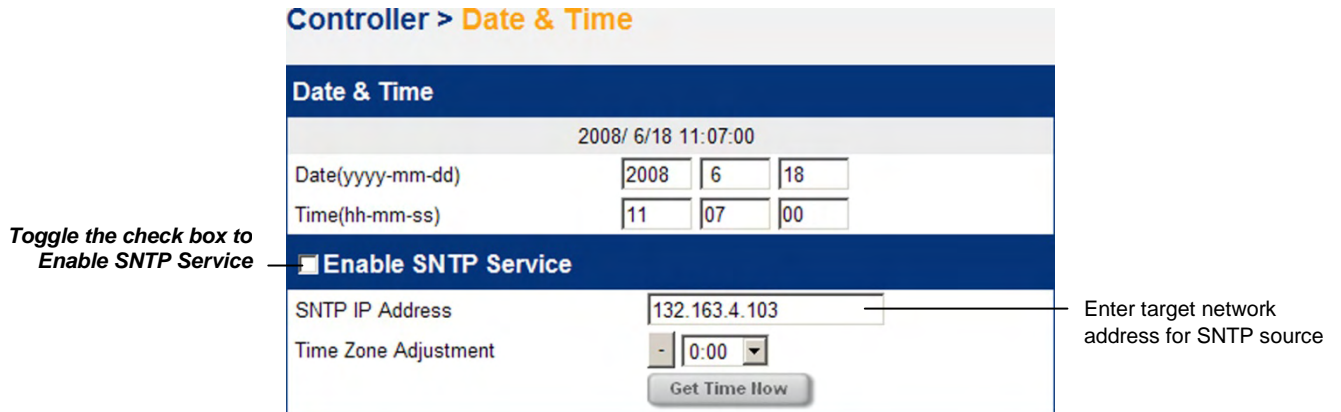 Controller > Date & Time
Date & Time
2008/ 6/18 11:07:00
Date(yyyy-mm-dd) 2008 6 18
Time(hh-mm-ss) 11 07 00
Toggle the check box to
Enable SNTP Service
Enable SNTP Service
SNTP IP Address 132.163.4.103
Enter target network
address for SNTP source
Time Zone Adjustment - 0:00
Get Time Now